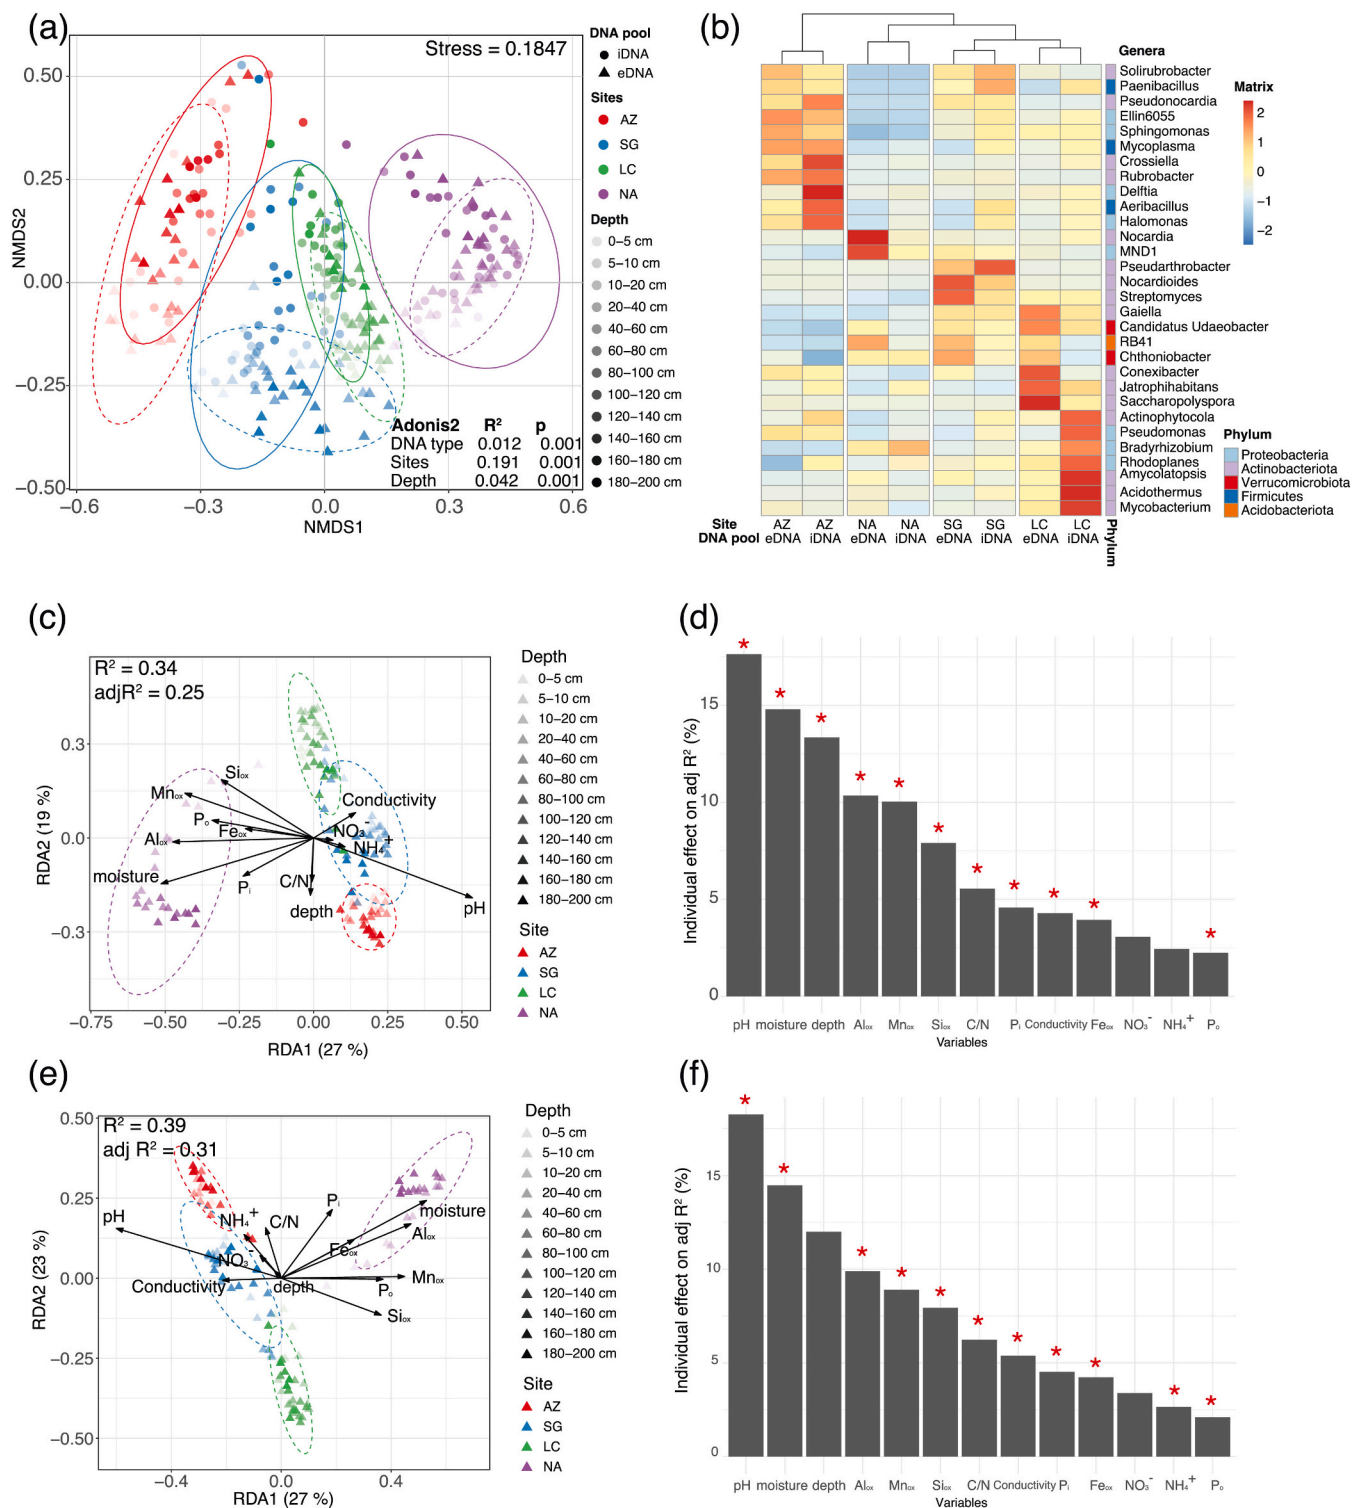 (a)
Stress = 0.1847
0.50
0.25
0.00
−0.25
−0.50
NMDS2
−0.6 −0.3 0.0 0.3 0.6
NMDS1
Adonis2 R² p
DNA type 0.012 0.001
Sites 0.191 0.001
Depth 0.042 0.001
DNA pool
iDNA
eDNA
Sites
AZ
SG
LC
NA
Depth
0−5 cm
5−10 cm
10−20 cm
20−40 cm
40−60 cm
60−80 cm
80−100 cm
100−120 cm
120−140 cm
140−160 cm
160−180 cm
180−200 cm
(b)
Genera
Solirubrobacter
Paenibacillus
Pseudonocardia
Ellin6055
Sphingomonas
Mycoplasma
Crossiella
Rubrobacter
Delftia
Aeribacillus
Halomonas
Nocardia
MND1
Pseudarthrobacter
Nocardioides
Streptomyces
Gaiella
Candidatus Udaeobacter
RB41
Chthoniobacter
Conexibacter
Jatrophihabitans
Saccharopolyspora
Actinophytocola
Pseudomonas
Bradyrhizobium
Rhodoplanes
Amycolatopsis
Acidothermus
Mycobacterium
Site AZ AZ NA NA SG SG LC LC
DNA pool eDNA iDNA eDNA iDNA eDNA iDNA eDNA iDNA
Phylum
Matrix
2
1
0
−1
−2
Phylum
Proteobacteria
Actinobacteriota
Verrucomicrobiota
Firmicutes
Acidobacteriota
(c)
R² = 0.34
adjR² = 0.25
0.3
0.0
−0.3
RDA2 (19 %)
Siox
Mnox
Po
Feox
Alox
moisture
Pi
C/N
depth
Conductivity
NO3-
NH4+
pH
−0.75 −0.50 −0.25 0.00 0.25 0.50
RDA1 (27 %)
Depth
0−5 cm
5−10 cm
10−20 cm
20−40 cm
40−60 cm
60−80 cm
80−100 cm
100−120 cm
120−140 cm
140−160 cm
160−180 cm
180−200 cm
Site
AZ
SG
LC
NA
(d)
Individual effect on adj R² (%)
15
10
5
0
* * * * * * * * * * *
pH moisture depth Alox Mnox Siox C/N Pi Conductivity Feox NO3- NH4+ Po
Variables
(e)
R² = 0.39
adj R² = 0.31
0.50
0.25
0.00
−0.25
−0.50
RDA2 (23 %)
pH
NH4+
C/N
Pi
moisture
Alox
Feox
NO3-
Conductivity
depth
Mnox
Po
Siox
−0.4 0.0 0.4
RDA1 (27 %)
Depth
0−5 cm
5−10 cm
10−20 cm
20−40 cm
40−60 cm
60−80 cm
80−100 cm
100−120 cm
120−140 cm
140−160 cm
160−180 cm
180−200 cm
Site
AZ
SG
LC
NA
(f)
Individual effect on adj R² (%)
15
10
5
0
* * * * * * * * * * *
pH moisture depth Alox Mnox Siox C/N Conductivity Pi Feox NO3- NH4+ Po
Variables